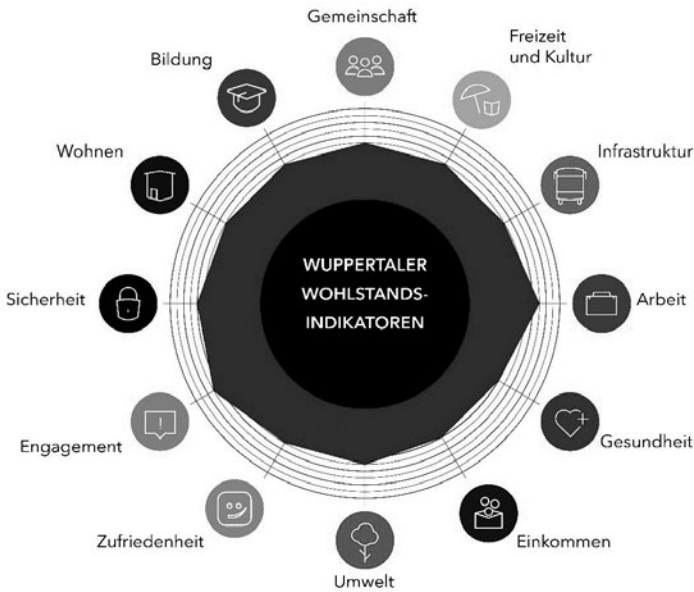 Gemeinschaft
Freizeit
und Kultur
Bildung
Wohnen
Infrastruktur
WUPPERTALER
WOHLSTANDS-
INDIKATOREN
Sicherheit
Arbeit
Engagement
Gesundheit
Zufriedenheit
Einkommen
Umwelt